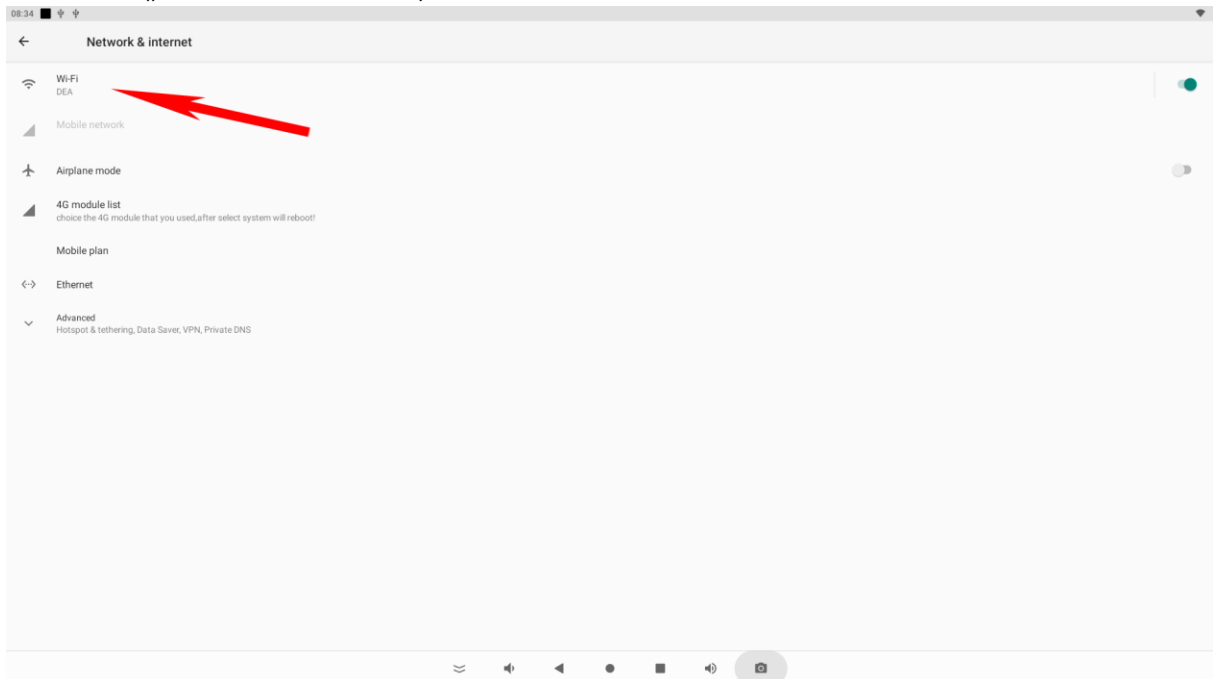 08:34
Network & internet
Wi-Fi
DEA
Mobile network
Airplane mode
4G module list
choice the 4G module that you used,after select system will reboot!
Mobile plan
Ethernet
Advanced
Hotspot & tethering, Data Saver, VPN, Private DNS